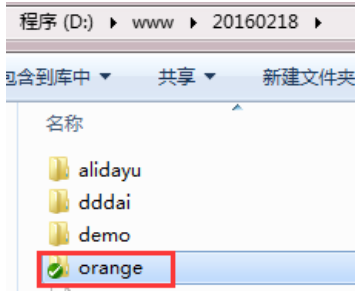 程序 (D:) ▸ www ▸ 20160218 ▸
包含到库中 ▼ 共享 ▼ 新建文件夹
名称
alidayu
dddai
demo
orange